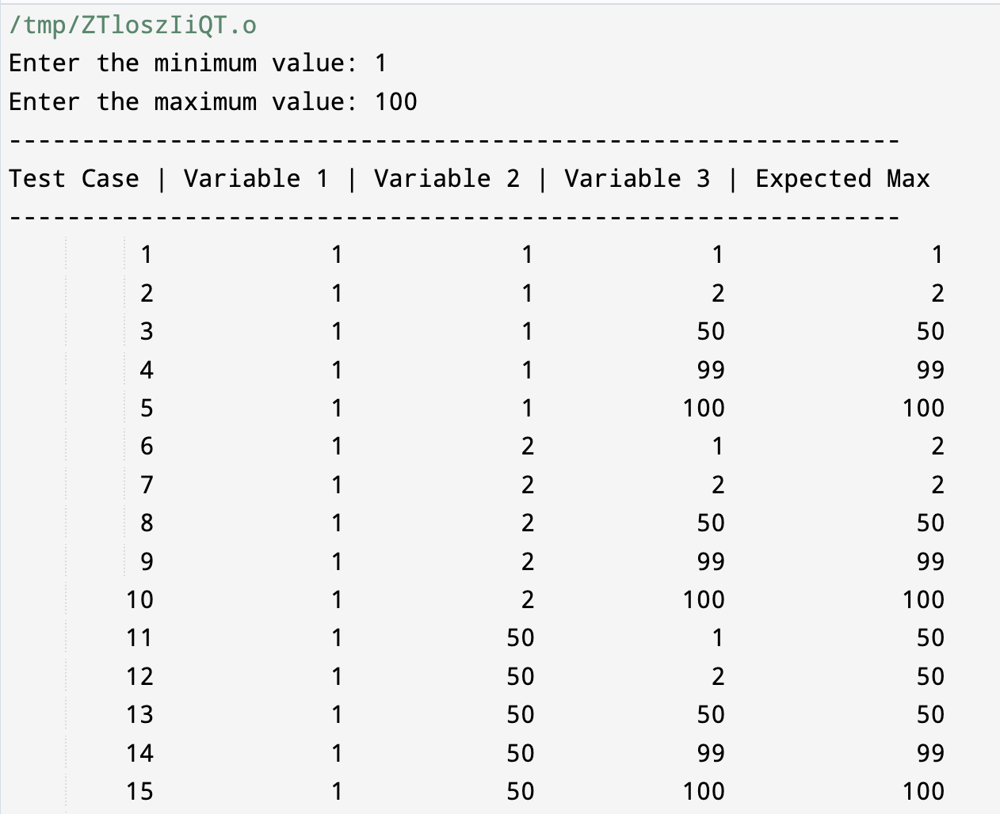 /tmp/ZTloszIiQT.o
Enter the minimum value: 1
Enter the maximum value: 100
-------------------------------------------------------------
Test Case | Variable 1 | Variable 2 | Variable 3 | Expected Max
-------------------------------------------------------------
1 1 1 1 1
2 1 1 2 2
3 1 1 50 50
4 1 1 99 99
5 1 1 100 100
6 1 2 1 2
7 1 2 2 2
8 1 2 50 50
9 1 2 99 99
10 1 2 100 100
11 1 50 1 50
12 1 50 2 50
13 1 50 50 50
14 1 50 99 99
15 1 50 100 100